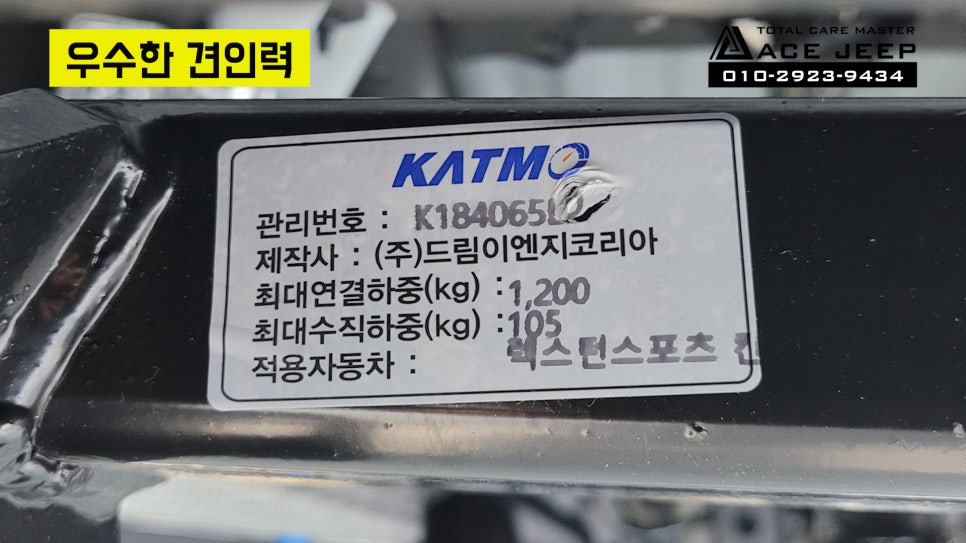 우수한 견인력
TOTAL CARE MASTER
ACE JEEP
010-2923-9434
KATMO
관리번호 :
제작사 : (주)드림이엔지코리아
최대연결하중(kg) : 1,200
최대수직하중(kg) : 105
적용자동차 : 렉스턴스포츠 칸